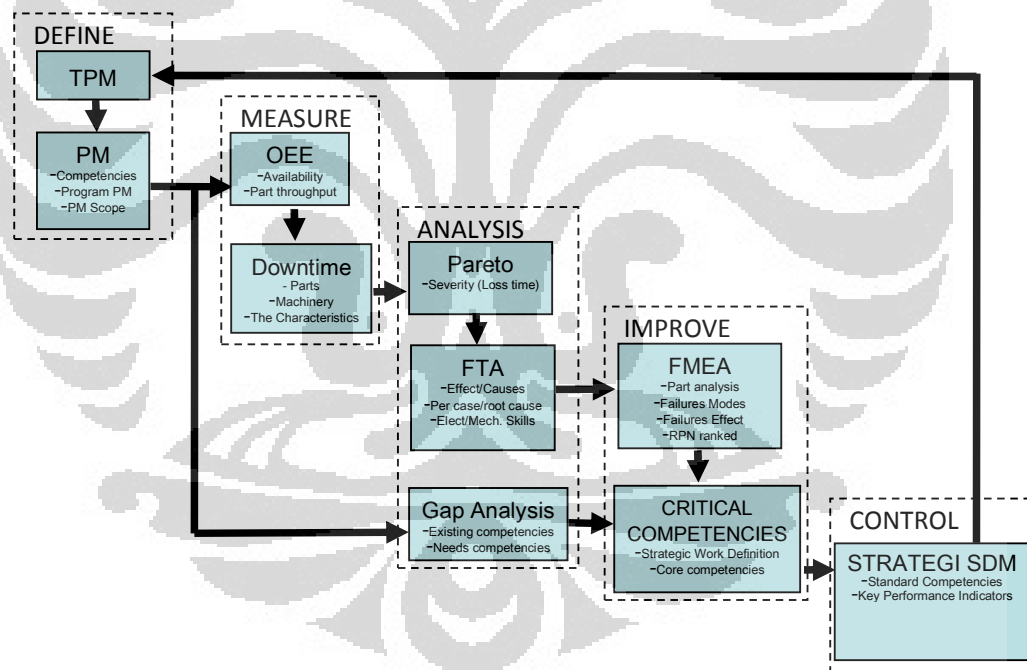 DEFINE
TPM
PM
-Competencies
-Program PM
-PM Scope
MEASURE
OEE
-Availability
-Part throughput
Downtime
- Parts
-Machinery
-The Characteristics
ANALYSIS
Pareto
-Severity (Loss time)
FTA
-Effect/Causes
-Per case/root cause
-Elect/Mech. Skills
Gap Analysis
-Existing competencies
-Needs competencies
IMPROVE
FMEA
-Part analysis
-Failures Modes
-Failures Effect
-RPN ranked
CRITICAL
COMPETENCIES
-Strategic Work Definition
-Core competencies
CONTROL
STRATEGI SDM
-Standard Competencies
-Key Performance Indicators